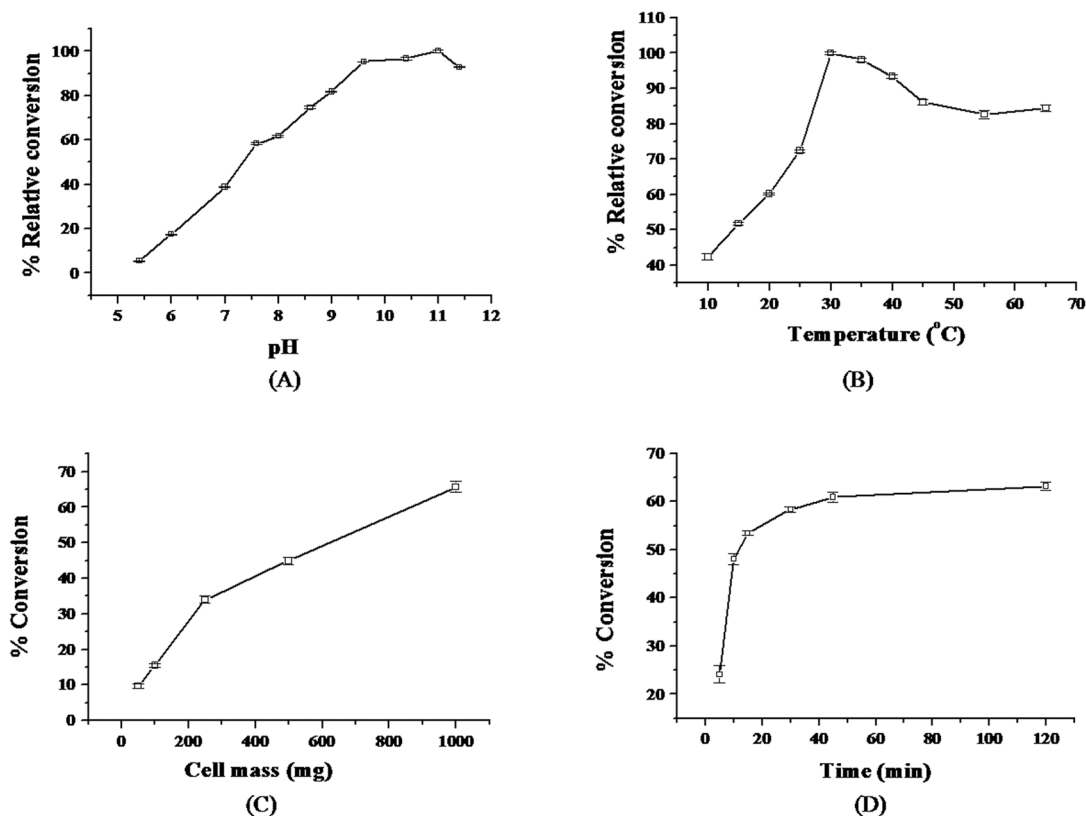 100
80
60
40
20
0
% Relative conversion
5 6 7 8 9 10 11 12
pH
(A)
110
100
90
80
70
60
50
40
% Relative conversion
10 20 30 40 50 60 70
Temperature (°C)
(B)
70
60
50
40
30
20
10
0
% Conversion
0 200 400 600 800 1000
Cell mass (mg)
(C)
70
60
50
40
30
20
% Conversion
0 20 40 60 80 100 120
Time (min)
(D)